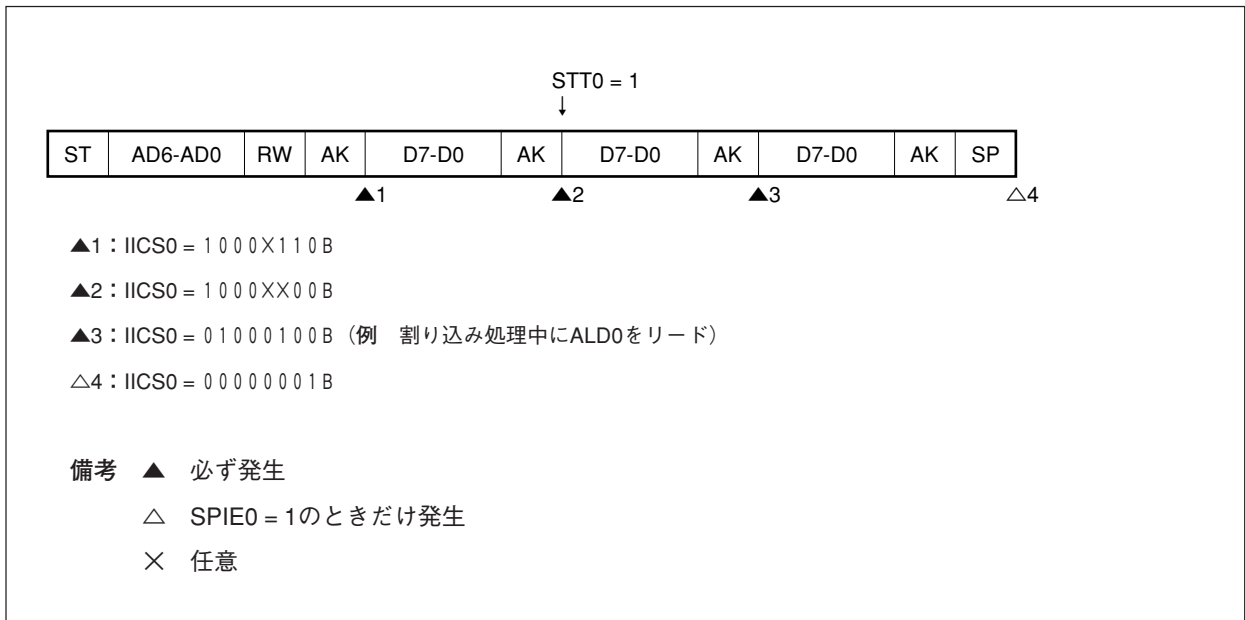 STT0 = 1
↓
ST AD6-AD0 RW AK D7-D0 AK D7-D0 AK D7-D0 AK SP
▲1 ▲2 ▲3 △4
▲1：IICS0 = 1000×110B
▲2：IICS0 = 1000××00B
▲3：IICS0 = 01000100B（例　割り込み処理中にALD0をリード）
△4：IICS0 = 00000001B
備考　▲　必ず発生
△　SPIE0 = 1のときだけ発生
×　任意